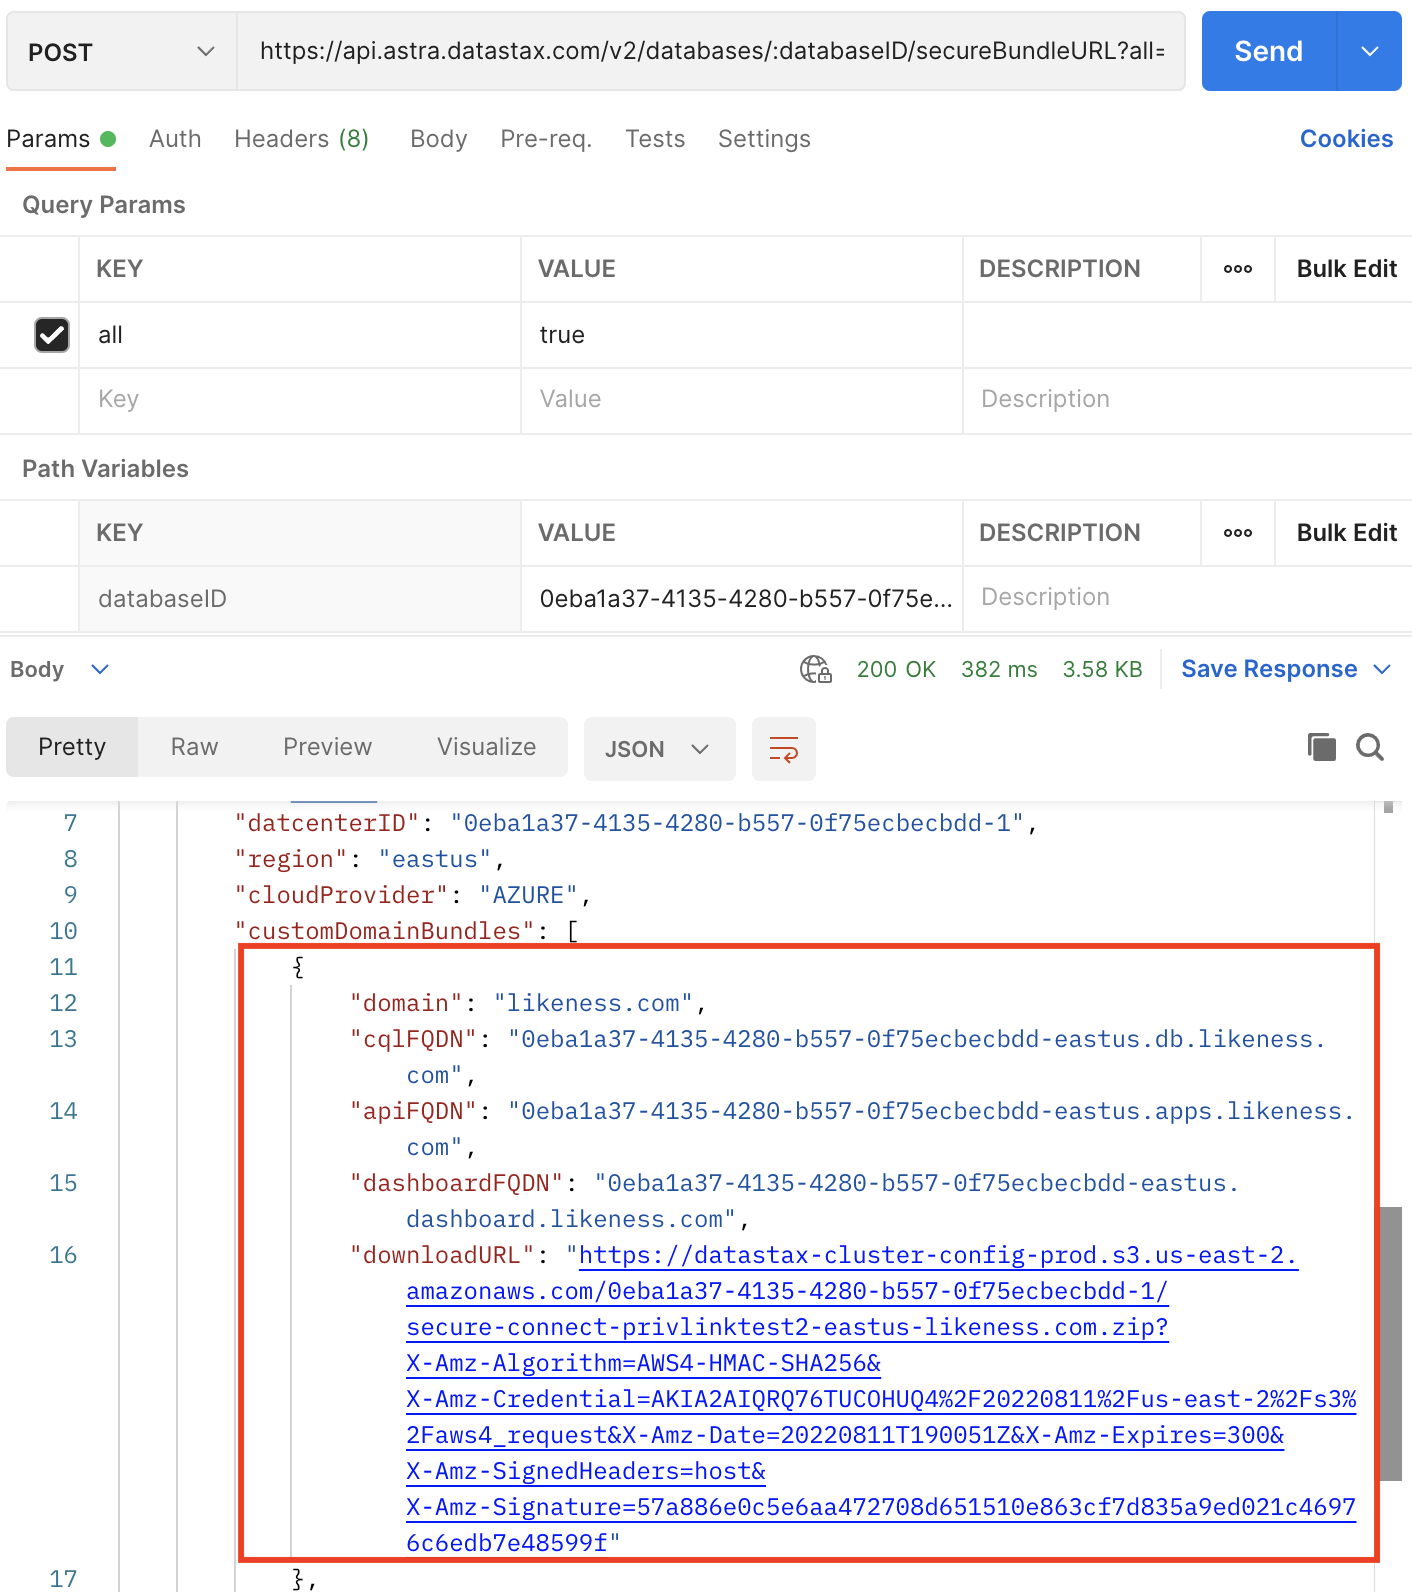 POST https://api.astra.datastax.com/v2/databases/:databaseID/secureBundleURL?all= Send
Params Auth Headers (8) Body Pre-req. Tests Settings Cookies
Query Params
KEY VALUE DESCRIPTION ooo Bulk Edit
all true
Key Value Description
Path Variables
KEY VALUE DESCRIPTION ooo Bulk Edit
databaseID 0eba1a37-4135-4280-b557-0f75e... Description
Body 200 OK 382 ms 3.58 KB Save Response
Pretty Raw Preview Visualize JSON
7 "datcenterID": "0eba1a37-4135-4280-b557-0f75ecbecbdd-1",
8 "region": "eastus",
9 "cloudProvider": "AZURE",
10 "customDomainBundles": [
11 {
12 "domain": "likeness.com",
13 "cqlFQDN": "0eba1a37-4135-4280-b557-0f75ecbecbdd-eastus.db.likeness.
com",
14 "apiFQDN": "0eba1a37-4135-4280-b557-0f75ecbecbdd-eastus.apps.likeness.
com",
15 "dashboardFQDN": "0eba1a37-4135-4280-b557-0f75ecbecbdd-eastus.
dashboard.likeness.com",
16 "downloadURL": "https://datastax-cluster-config-prod.s3.us-east-2.
amazonaws.com/0eba1a37-4135-4280-b557-0f75ecbecbdd-1/
secure-connect-privlinktest2-eastus-likeness.com.zip?
X-Amz-Algorithm=AWS4-HMAC-SHA256&
X-Amz-Credential=AKIA2AIQRQ76TUCOHUQ4%2F20220811%2Fus-east-2%2Fs3%
2Faws4_request&X-Amz-Date=20220811T190051Z&X-Amz-Expires=300&
X-Amz-SignedHeaders=host&
X-Amz-Signature=57a886e0c5e6aa472708d651510e863cf7d835a9ed021c4697
6c6edb7e48599f"
17 },